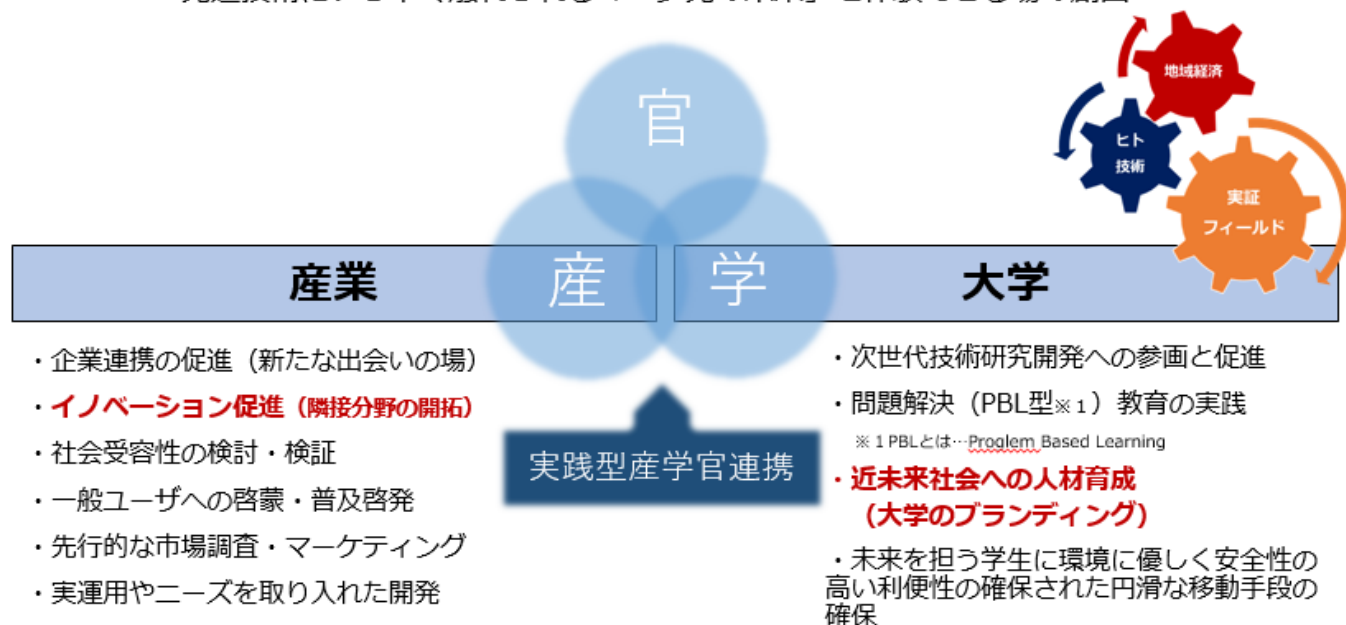 地域経済
ヒト
技術
実証
フィールド
官
産
学
産業
大学
・企業連携の促進（新たな出会いの場）
・イノベーション促進（隣接分野の開拓）
・社会受容性の検討・検証
・一般ユーザへの啓蒙・普及啓発
・先行的な市場調査・マーケティング
・実運用やニーズを取り入れた開発
実践型産学官連携
・次世代技術研究開発への参画と促進
・問題解決（PBL型※1）教育の実践
※１PBLとは…Proglem Based Learning
・近未来社会への人材育成
（大学のブランディング）
・未来を担う学生に環境に優しく安全性の
高い利便性の確保された円滑な移動手段の
確保